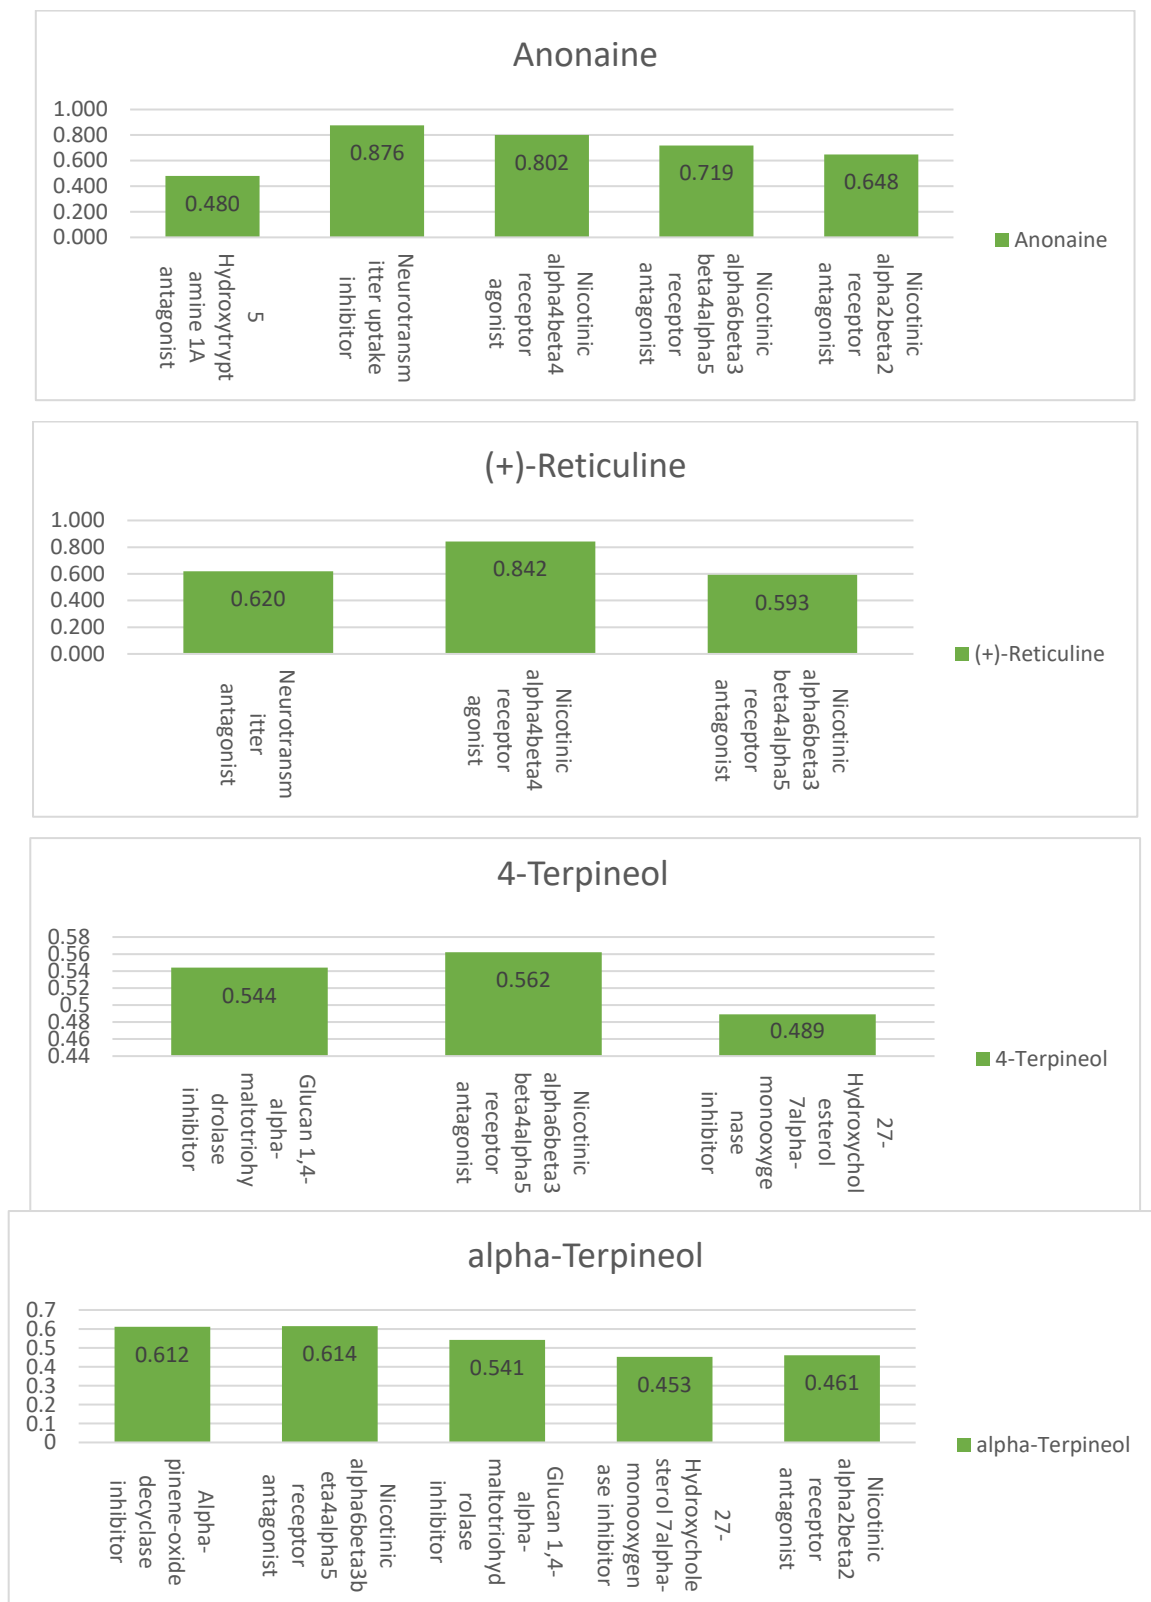 Anonaine
1.000
0.800
0.600
0.400
0.200
0.000
0.480
0.876
0.802
0.719
0.648
5
Hydroxytrypt
amine 1A
antagonist
Neurotransm
itter uptake
inhibitor
Nicotinic
alpha4beta4
receptor
agonist
Nicotinic
alpha6beta3
beta4alpha5
receptor
antagonist
Nicotinic
alpha2beta2
receptor
antagonist
Anonaine
(+)-Reticuline
1.000
0.800
0.600
0.400
0.200
0.000
0.620
0.842
0.593
Neurotransm
itter
antagonist
Nicotinic
alpha4beta4
receptor
agonist
Nicotinic
alpha6beta3
beta4alpha5
receptor
antagonist
(+)-Reticuline
4-Terpineol
0.58
0.56
0.54
0.52
0.5
0.48
0.46
0.44
0.544
0.562
0.489
Glucan 1,4-
alpha-
maltotriohy
drolase
inhibitor
Nicotinic
alpha6beta3
beta4alpha5
receptor
antagonist
27-
Hydroxychol
esterol
7alpha-
monooxyge
nase
inhibitor
4-Terpineol
alpha-Terpineol
0.7
0.6
0.5
0.4
0.3
0.2
0.1
0
0.612
0.614
0.541
0.453
0.461
Alpha-
pinene-oxide
decyclase
inhibitor
Nicotinic
alpha6beta3b
eta4alpha5
receptor
antagonist
Glucan 1,4-
alpha-
maltotriohyd
rolase
inhibitor
27-
Hydroxychole
sterol 7alpha-
monooxygen
ase inhibitor
Nicotinic
alpha2beta2
receptor
antagonist
alpha-Terpineol